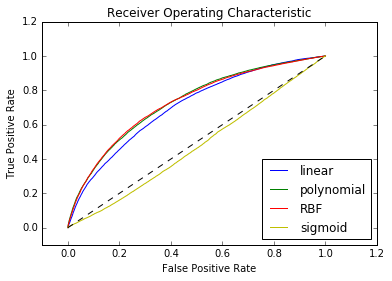 Receiver Operating Characteristic
1.2
1.0
0.8
0.6
0.4
0.2
0.0
True Positive Rate
linear
polynomial
RBF
sigmoid
0.0 0.2 0.4 0.6 0.8 1.0 1.2
False Positive Rate